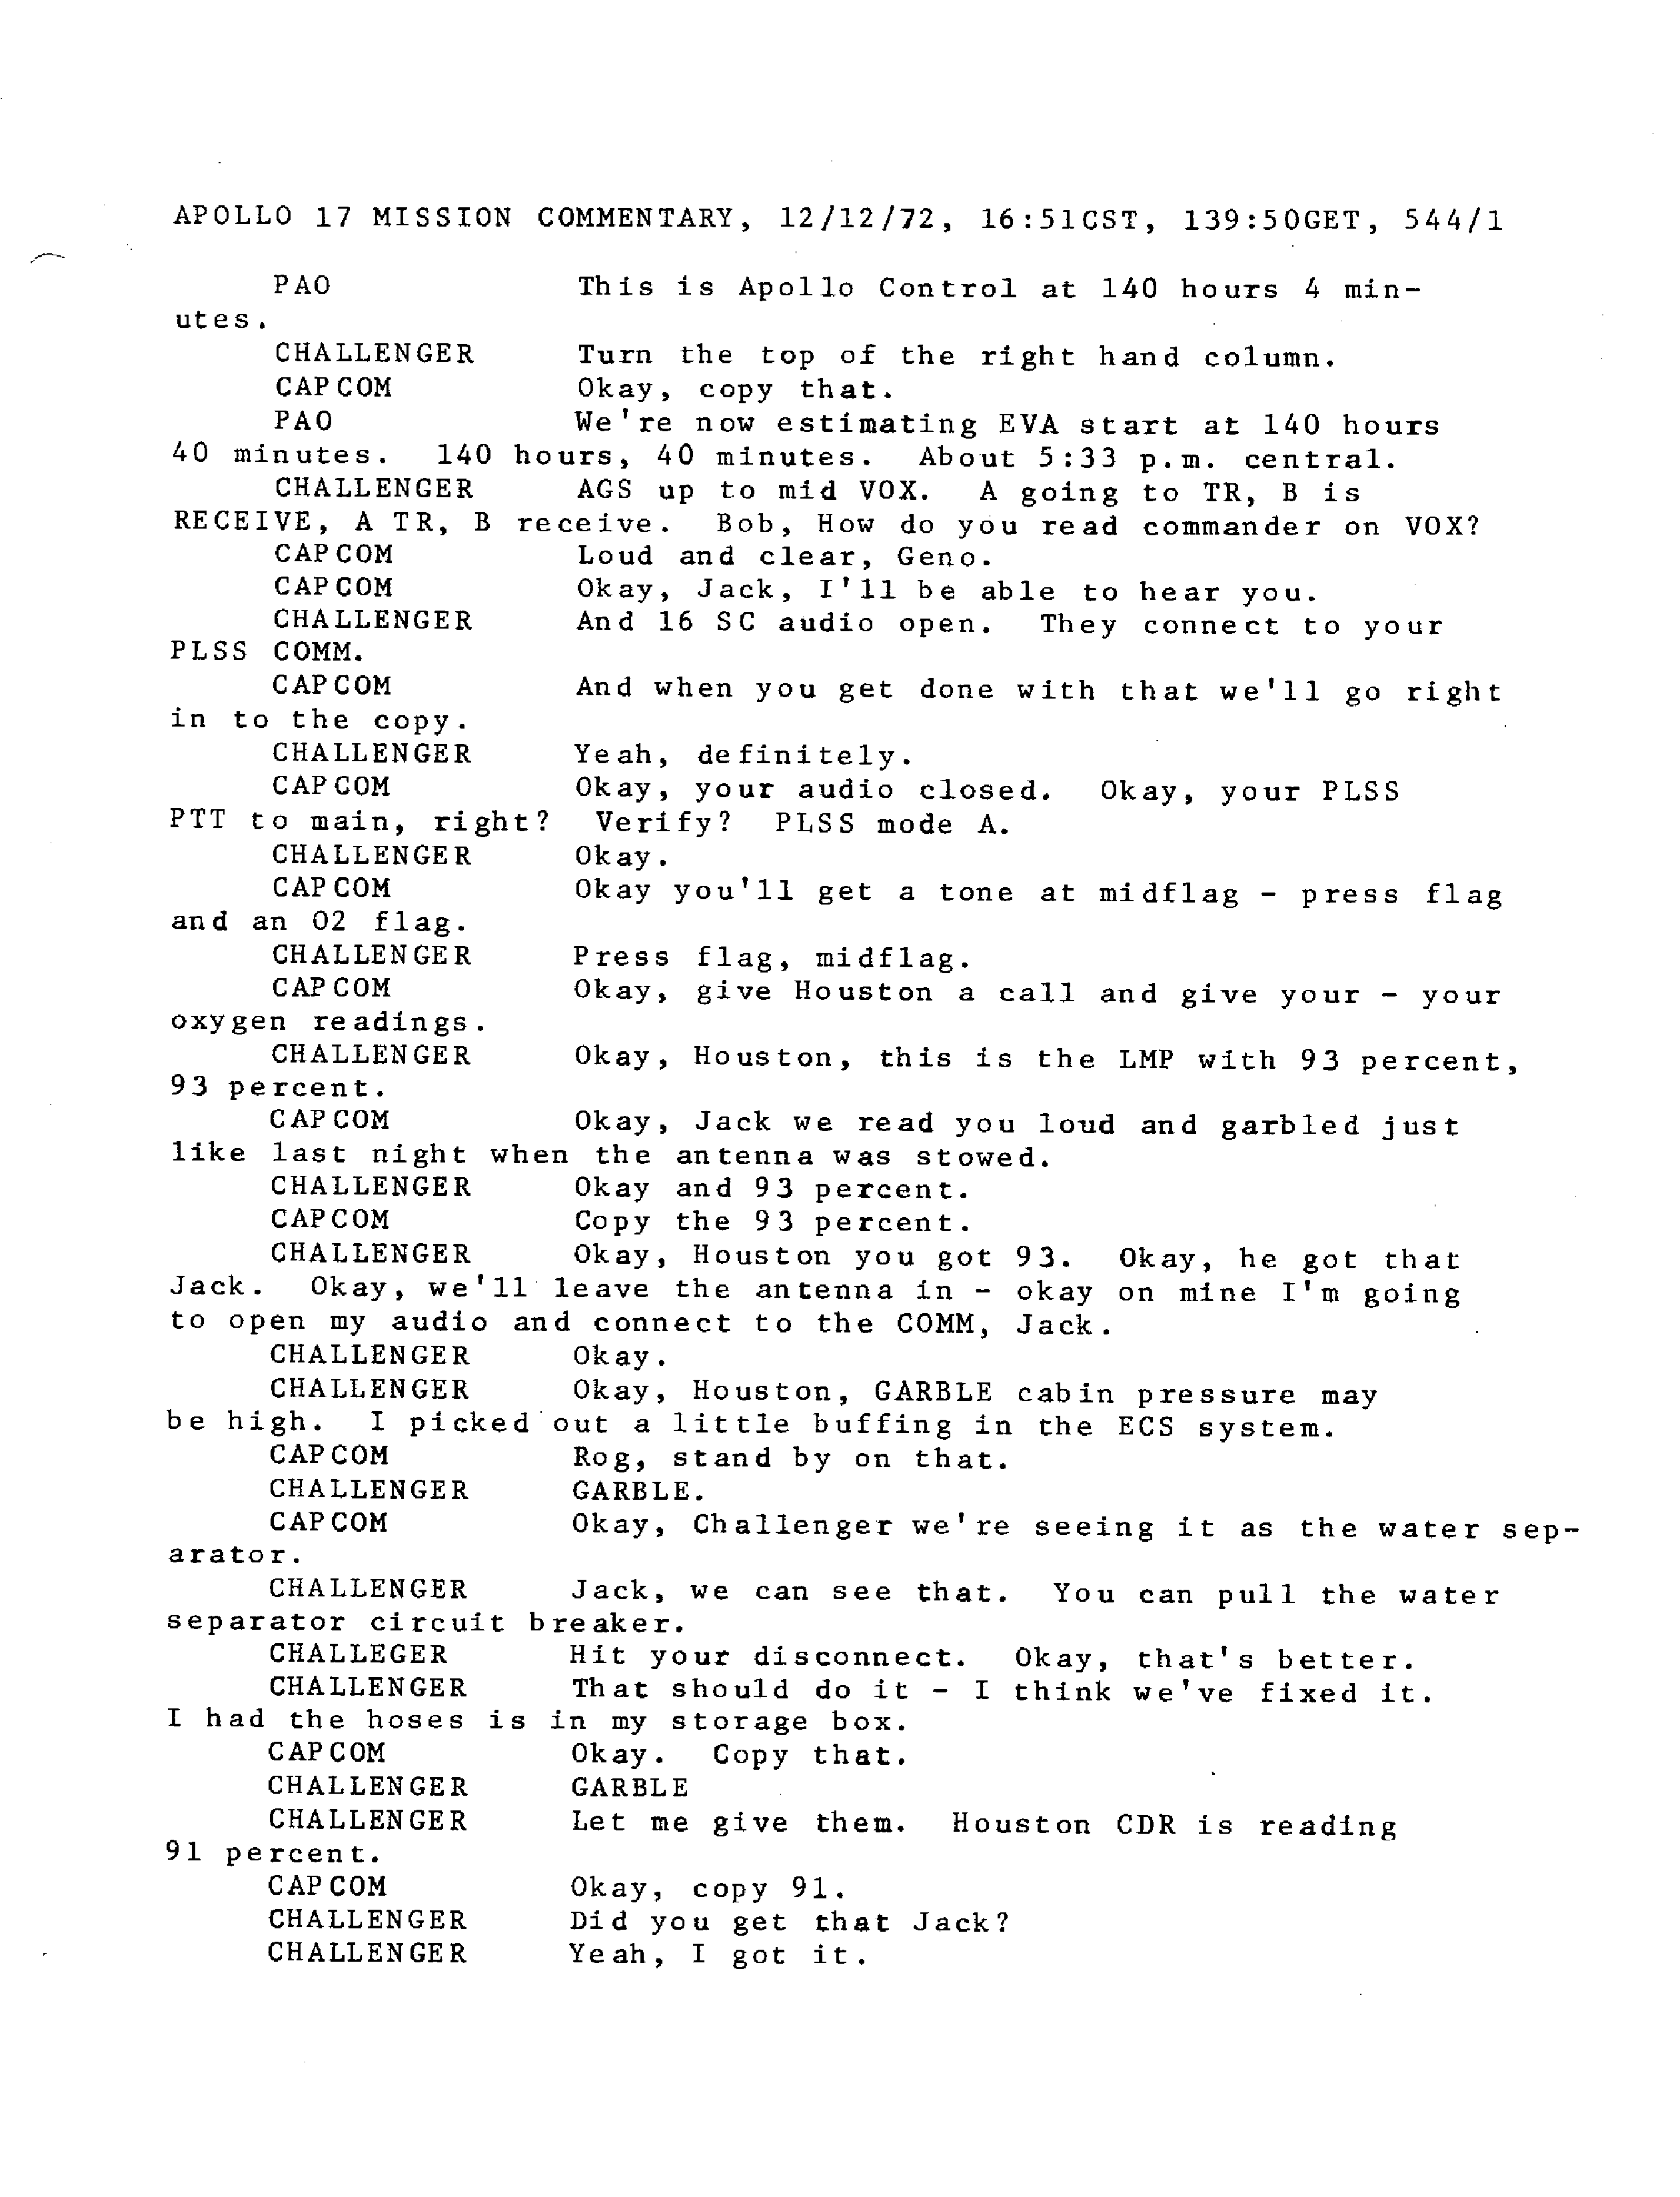 APOLLO 17 MISSION COMMENTARY, 12/12/72, 16:51CST, 139:50GET, 544/1
PAO This is Apollo Control at 140 hours 4 min-
utes.
CHALLENGER Turn the top of the right hand column.
CAPCOM Okay, copy that.
PAO We're now estimating EVA start at 140 hours
40 minutes. 140 hours, 40 minutes. About 5:33 p.m. central.
CHALLENGER AGS up to mid VOX. A going to TR, B is
RECEIVE, A TR, B receive. Bob, How do you read commander on VOX?
CAPCOM Loud and clear, Geno.
CAPCOM Okay, Jack, I'll be able to hear you.
CHALLENGER And 16 SC audio open. They connect to your
PLSS COMM.
CAPCOM And when you get done with that we'll go right
in to the copy.
CHALLENGER Yeah, definitely.
CAPCOM Okay, your audio closed. Okay, your PLSS
PTT to main, right? Verify? PLSS mode A.
CHALLENGER Okay.
CAPCOM Okay you'll get a tone at midflag - press flag
and an O2 flag.
CHALLENGER Press flag, midflag.
CAPCOM Okay, give Houston a call and give your - your
oxygen readings.
CHALLENGER Okay, Houston, this is the LMP with 93 percent,
93 percent.
CAPCOM Okay, Jack we read you loud and garbled just
like last night when the antenna was stowed.
CHALLENGER Okay and 93 percent.
CAPCOM Copy the 93 percent.
CHALLENGER Okay, Houston you got 93. Okay, he got that
Jack. Okay, we'll leave the antenna in - okay on mine I'm going
to open my audio and connect to the COMM, Jack.
CHALLENGER Okay.
CHALLENGER Okay, Houston, GARBLE cabin pressure may
be high. I picked out a little buffing in the ECS system.
CAPCOM Rog, stand by on that.
CHALLENGER GARBLE.
CAPCOM Okay, Challenger we're seeing it as the water sep-
arator.
CHALLENGER Jack, we can see that. You can pull the water
separator circuit breaker.
CHALLEGER Hit your disconnect. Okay, that's better.
CHALLENGER That should do it - I think we've fixed it.
I had the hoses is in my storage box.
CAPCOM Okay. Copy that.
CHALLENGER GARBLE
CHALLENGER Let me give them. Houston CDR is reading
91 percent.
CAPCOM Okay, copy 91.
CHALLENGER Did you get that Jack?
CHALLENGER Yeah, I got it.